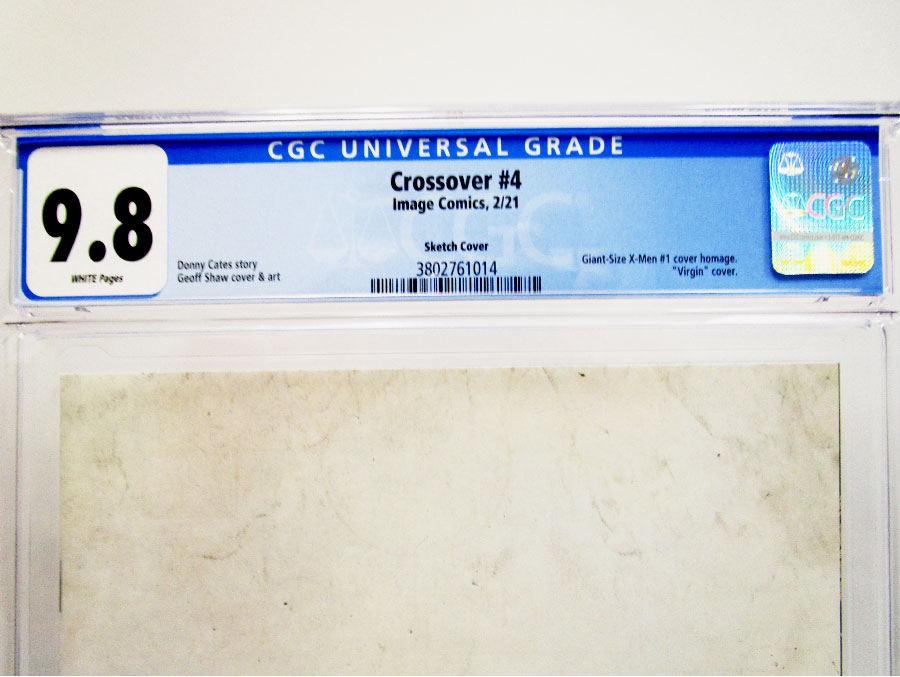 CGC UNIVERSAL GRADE
9.8
WHITE Pages
Crossover #4
Image Comics, 2/21
Sketch Cover
3802761014
Donny Cates story
Geoff Shaw cover & art
Giant-Size X-Men #1 cover homage.
"Virgin" cover.
CGC
CGC